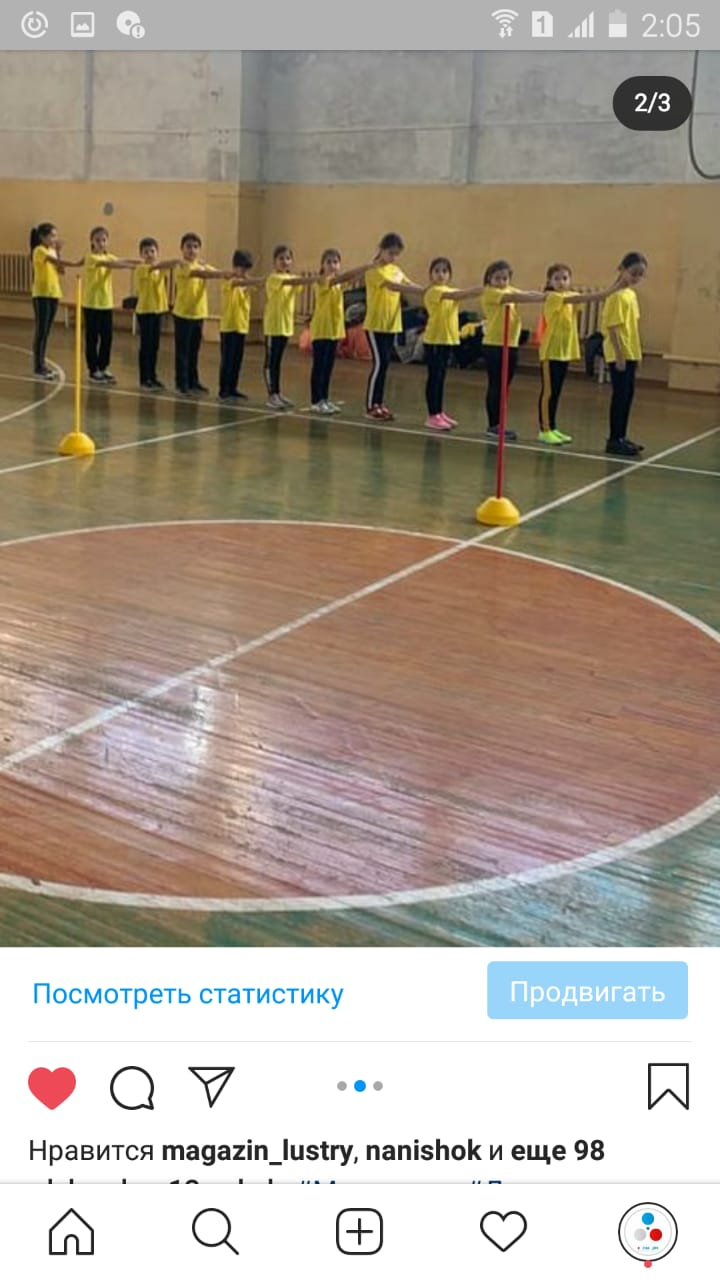 2:05
2/3
Посмотреть статистику
Продвигать
Нравится magazin_lustry, nanishok и еще 98